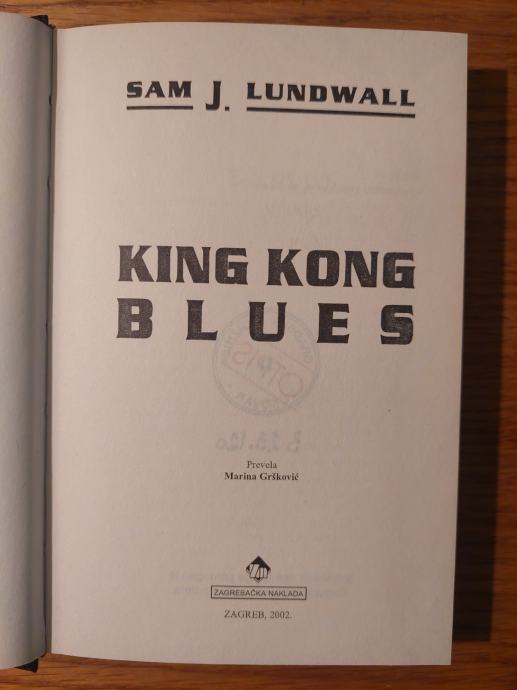 SAM J. LUNDWALL
KING KONG
BLUES
Prevela
Marina Gršković
ZAGREBAČKA NAKLADA
ZAGREB, 2002.